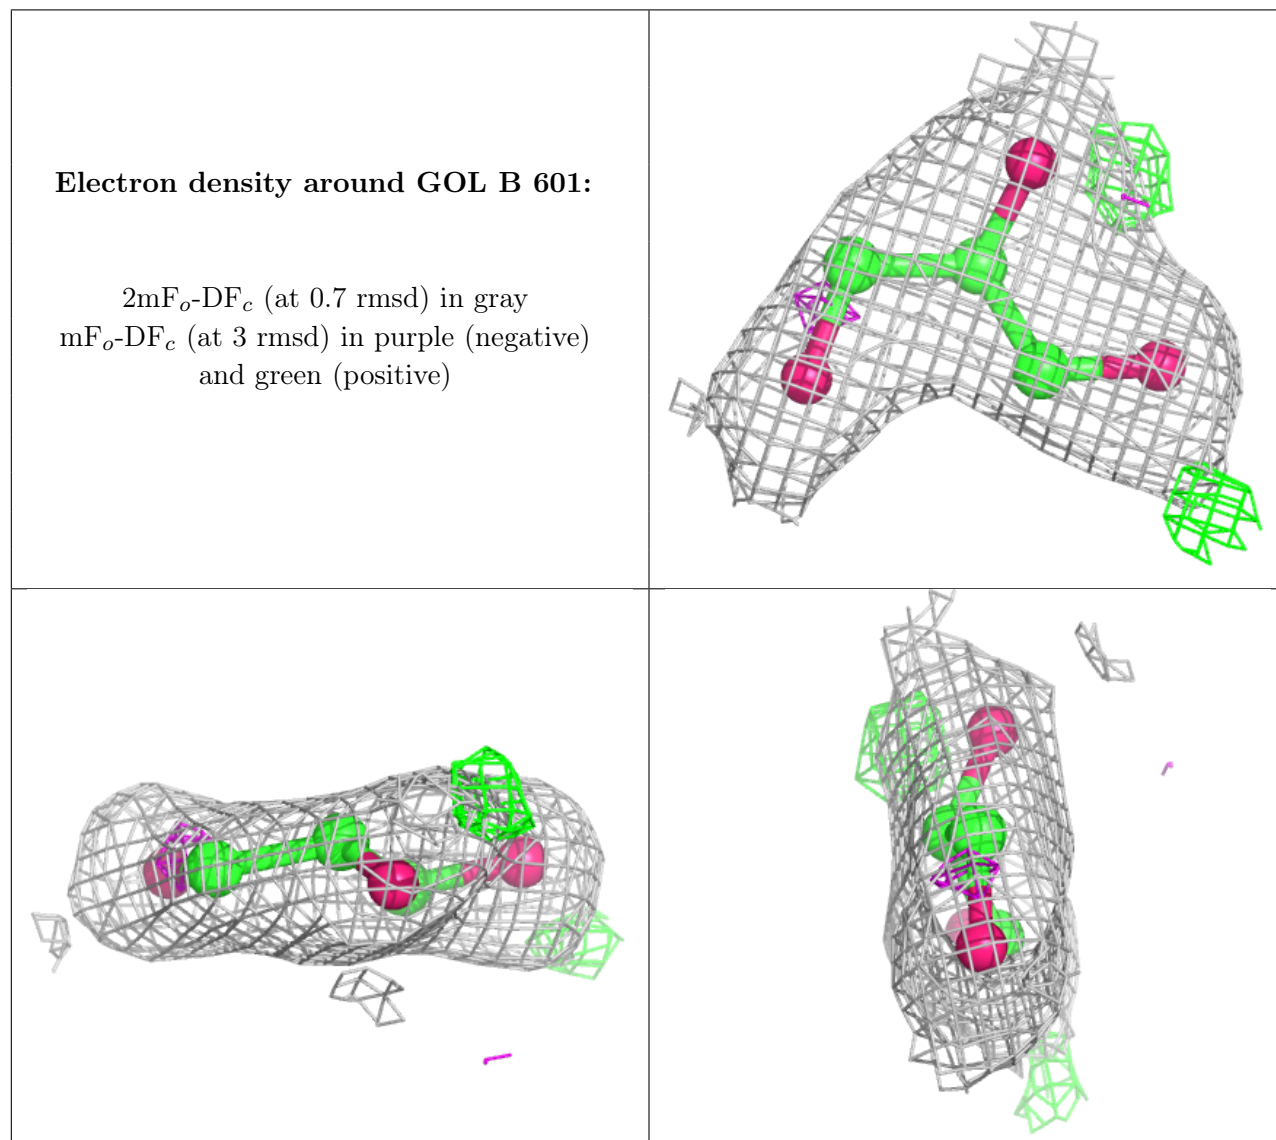 Electron density around GOL B 601:
2mFₒ-DF𝒸 (at 0.7 rmsd) in gray
mFₒ-DF𝒸 (at 3 rmsd) in purple (negative)
and green (positive)